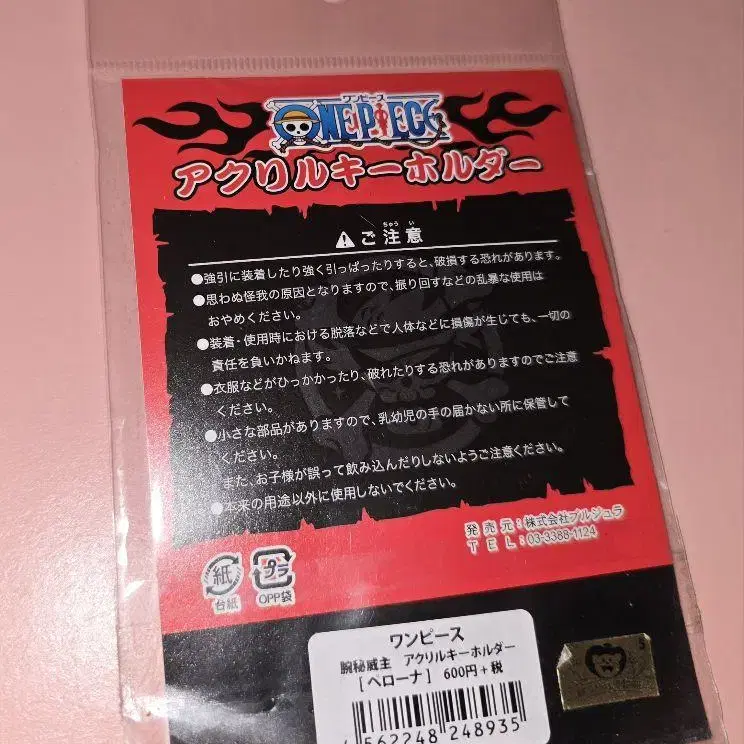 ワンピース
ONE PIECE
アクリルキーホルダー
ちゅう い
ご注意
●強引に装着したり強く引っぱったりすると、破損する恐れがあります。
●思わぬ怪我の原因となりますので、振り回すなどの乱暴な使用は
おやめください。
●装着・使用時における脱落などで人体などに損傷が生じても、一切の
責任を負いかねます。
●衣服などがひっかかったり、破れたりする恐れがありますのでご注意
ください。
●小さな部品がありますので、乳幼児の手の届かない所に保管して
ください。
また、お子様が誤って飲み込んだりしないようご注意ください。
●本来の用途以外に使用しないでください。
発売元:株式会社ブルジュラ
TEL:03-3388-1124
紙 プラ
台紙 OPP袋
ワンピース
腕秘威主 アクリルキーホルダー
[ペローナ] 600円+税
4562248248935